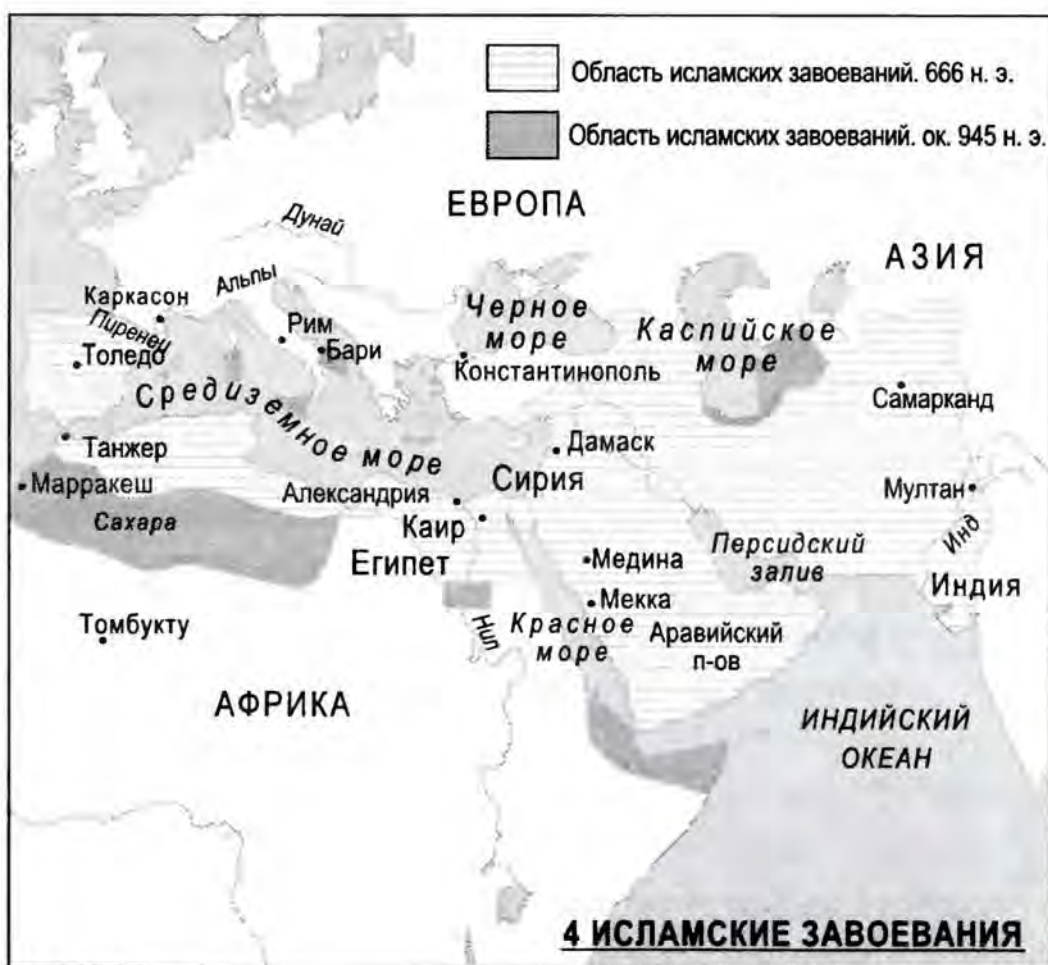 Область исламских завоеваний. 666 н. э.
Область исламских завоеваний. ок. 945 н. э.
ЕВРОПА
Дунай
АЗИЯ
Альпы
Каркасон
Пиренеи
Черное
море
Каспийское
море
Рим
Бари
Толедо
Константинополь
Самарканд
Средиземное море
Танжер
Дамаск
Марракеш
Александрия
Сирия
Мултан
Сахара
Каир
Инд
Египет
Медина
Персидский
залив
Индия
Мекка
Томбукту
Нил
Красное
море
Аравийский
п-ов
АФРИКА
ИНДИЙСКИЙ
ОКЕАН
4 ИСЛАМСКИЕ ЗАВОЕВАНИЯ